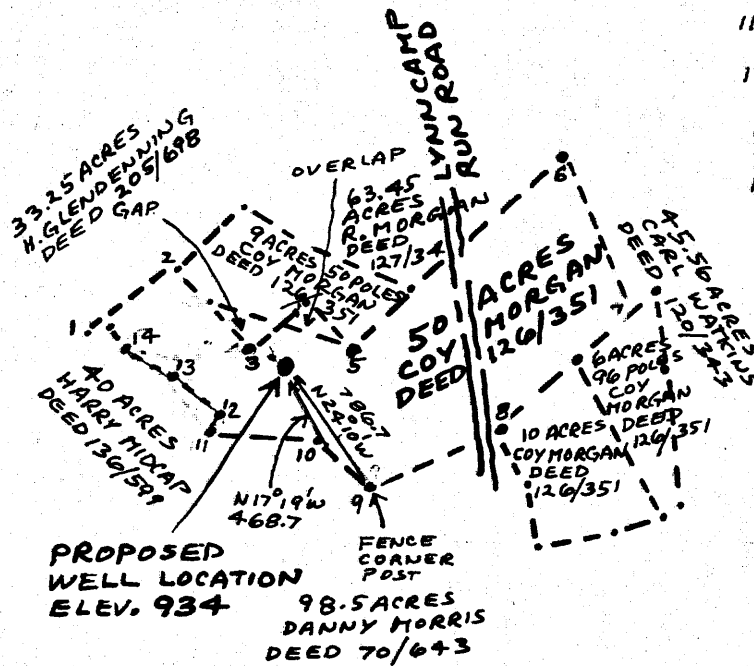 LYNNCAMP
RUN ROAD
33.25 ACRES
H. GLENDENNING
205/698
DEED GAP
OVERLAP
63.45
ACRES
R. MORGAN
DEED
127/34
9 ACRES 50 POLES
COY MORGAN
DEED 126/351
45.56 ACRES
CARL WATKINS
DEED
120/343
50 ACRES
COY MORGAN
DEED 126/351
6 ACRES
96 POLES
COY
MORGAN
DEED
126/351
10 ACRES
COY MORGAN
DEED
126/351
1
2
3
5
6
8
9
10
11
12
13
14
40 ACRES
HARRY MIDCAP
DEED 136/599
786.7
N24°10'W
N17°19'W
468.7
PROPOSED
WELL LOCATION
ELEV. 934
FENCE
CORNER
POST
98.5 ACRES
DANNY MORRIS
DEED 70/643